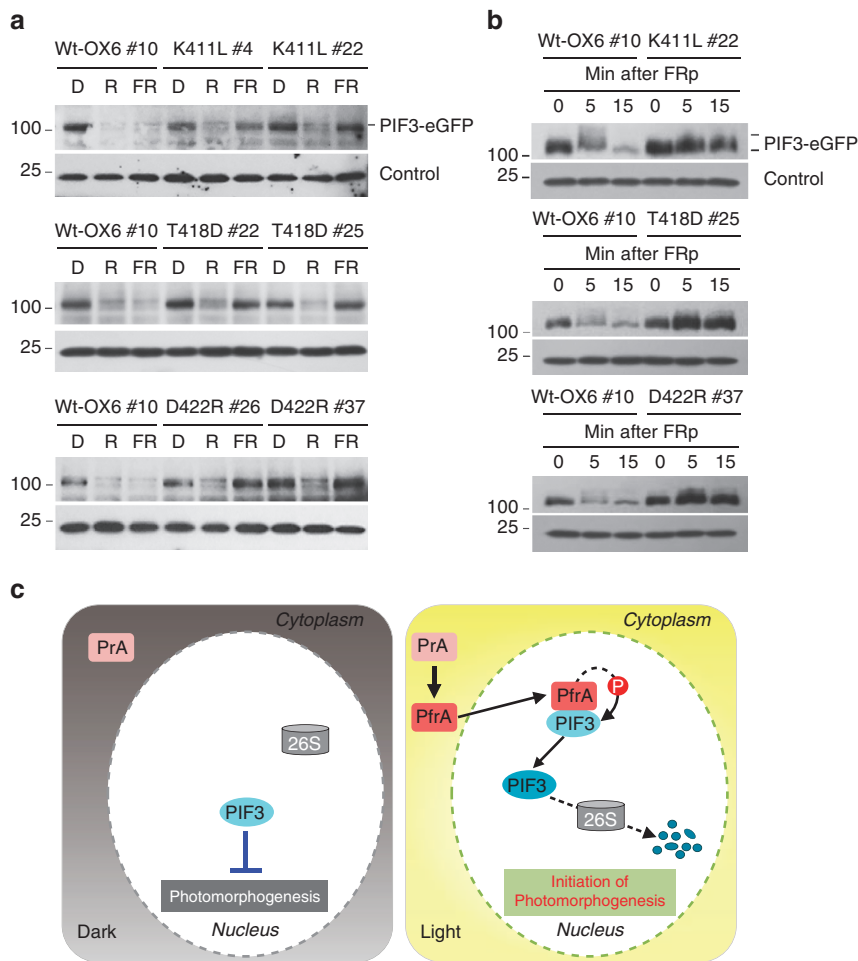 a
Wt-OX6 #10 K411L #4 K411L #22
D R FR D R FR D R FR
100
PIF3-eGFP
25
Control
Wt-OX6 #10 T418D #22 T418D #25
D R FR D R FR D R FR
100
25
Wt-OX6 #10 D422R #26 D422R #37
D R FR D R FR D R FR
100
25
b
Wt-OX6 #10 K411L #22
Min after FRp
0 5 15 0 5 15
PIF3-eGFP
100
25
Control
Wt-OX6 #10 T418D #25
Min after FRp
0 5 15 0 5 15
100
25
Wt-OX6 #10 D422R #37
Min after FRp
0 5 15 0 5 15
100
25
c
Cytoplasm
PrA
26S
PIF3
Photomorphogenesis
Dark
Nucleus
Cytoplasm
PrA
PfrA
PfrA
P
PIF3
PIF3
26S
Initiation of
Photomorphogenesis
Light
Nucleus